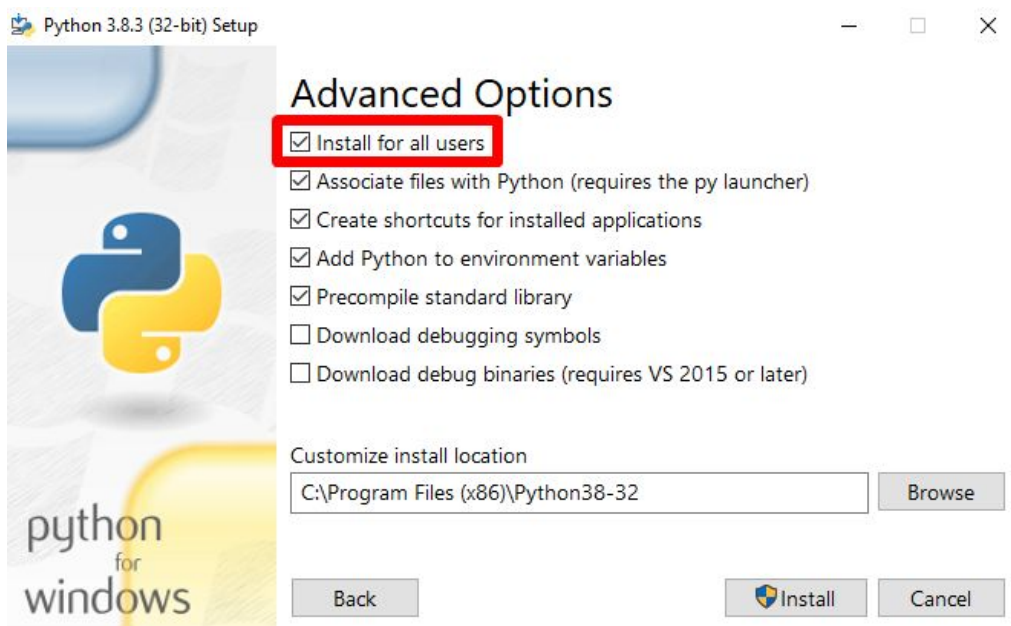 Python 3.8.3 (32-bit) Setup
Advanced Options
Install for all users
Associate files with Python (requires the py launcher)
Create shortcuts for installed applications
Add Python to environment variables
Precompile standard library
Download debugging symbols
Download debug binaries (requires VS 2015 or later)
Customize install location
C:\Program Files (x86)\Python38-32
Browse
python
for
windows
Back
Install
Cancel